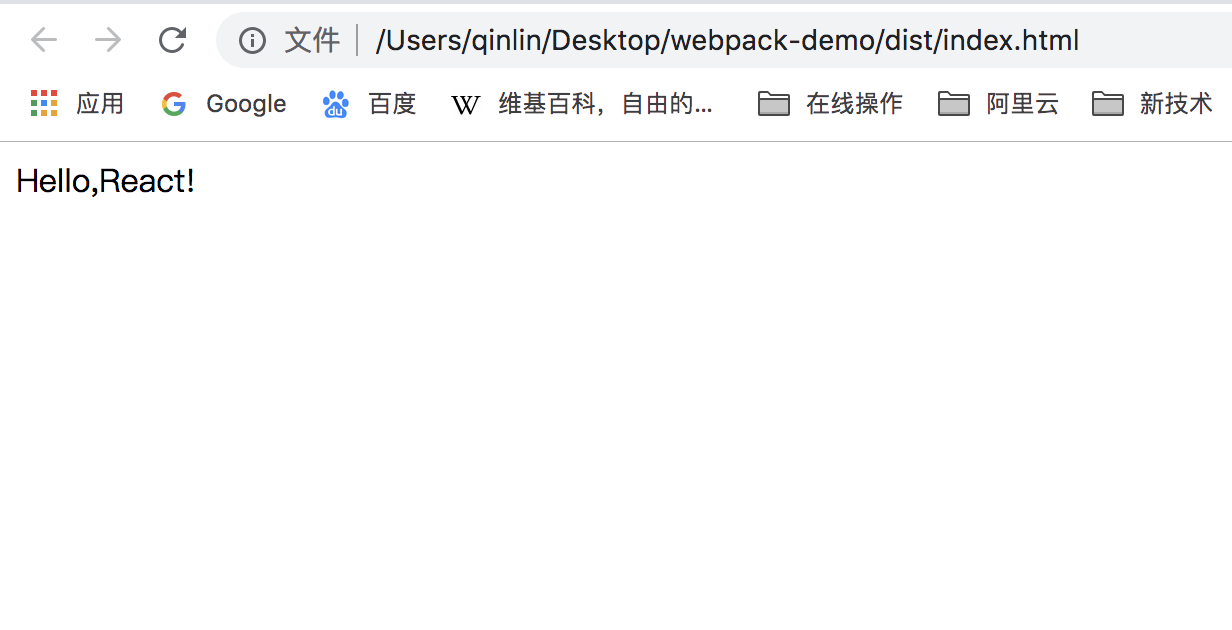 文件 /Users/qinlin/Desktop/webpack-demo/dist/index.html
应用 Google du 百度 W 维基百科，自由的... 在线操作 阿里云 新技术
Hello,React!